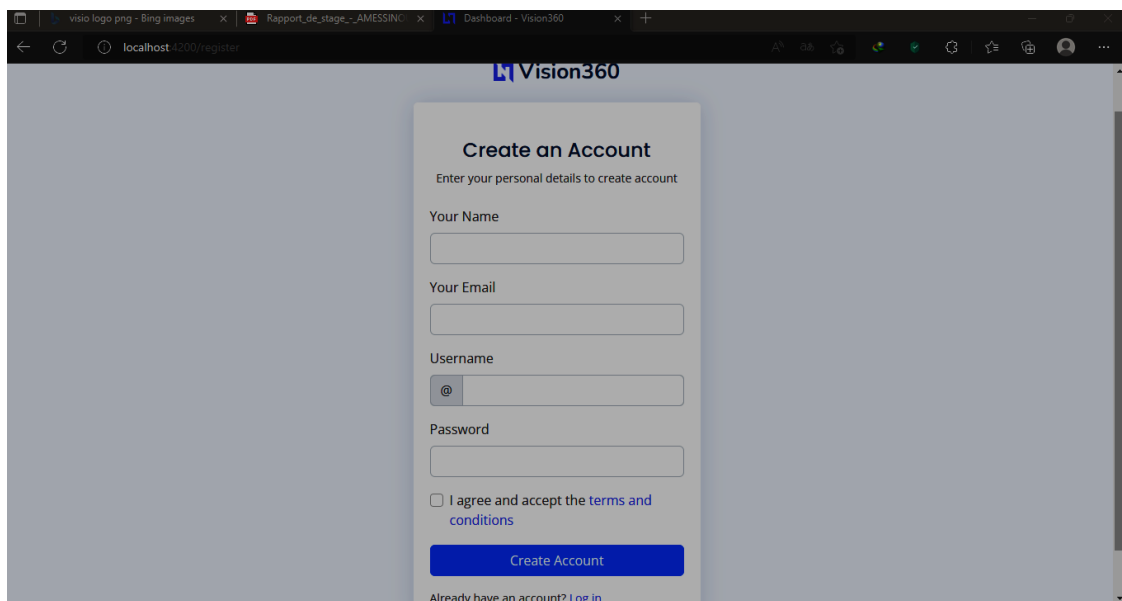 visio logo png - Bing images
Rapport_de_stage_-_AMESSINO
Dashboard - Vision360
localhost:4200/register
Vision360
Create an Account
Enter your personal details to create account
Your Name
Your Email
Username
@
Password
I agree and accept the terms and
conditions
Create Account
Already have an account? Log in